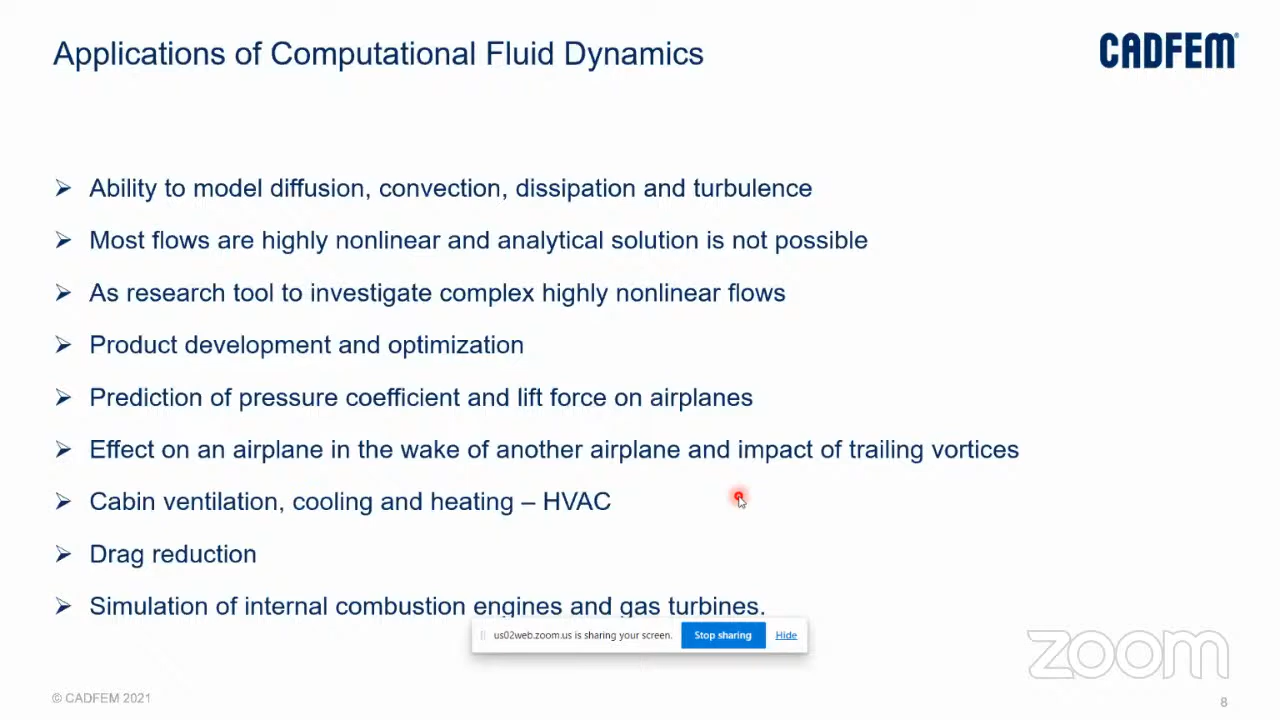 Applications of Computational Fluid Dynamics
CADFEM®
Ability to model diffusion, convection, dissipation and turbulence
Most flows are highly nonlinear and analytical solution is not possible
As research tool to investigate complex highly nonlinear flows
Product development and optimization
Prediction of pressure coefficient and lift force on airplanes
Effect on an airplane in the wake of another airplane and impact of trailing vortices
Cabin ventilation, cooling and heating – HVAC
Drag reduction
Simulation of internal combustion engines and gas turbines.
us02web.zoom.us is sharing your screen. Stop sharing Hide
zoom
© CADFEM 2021
8